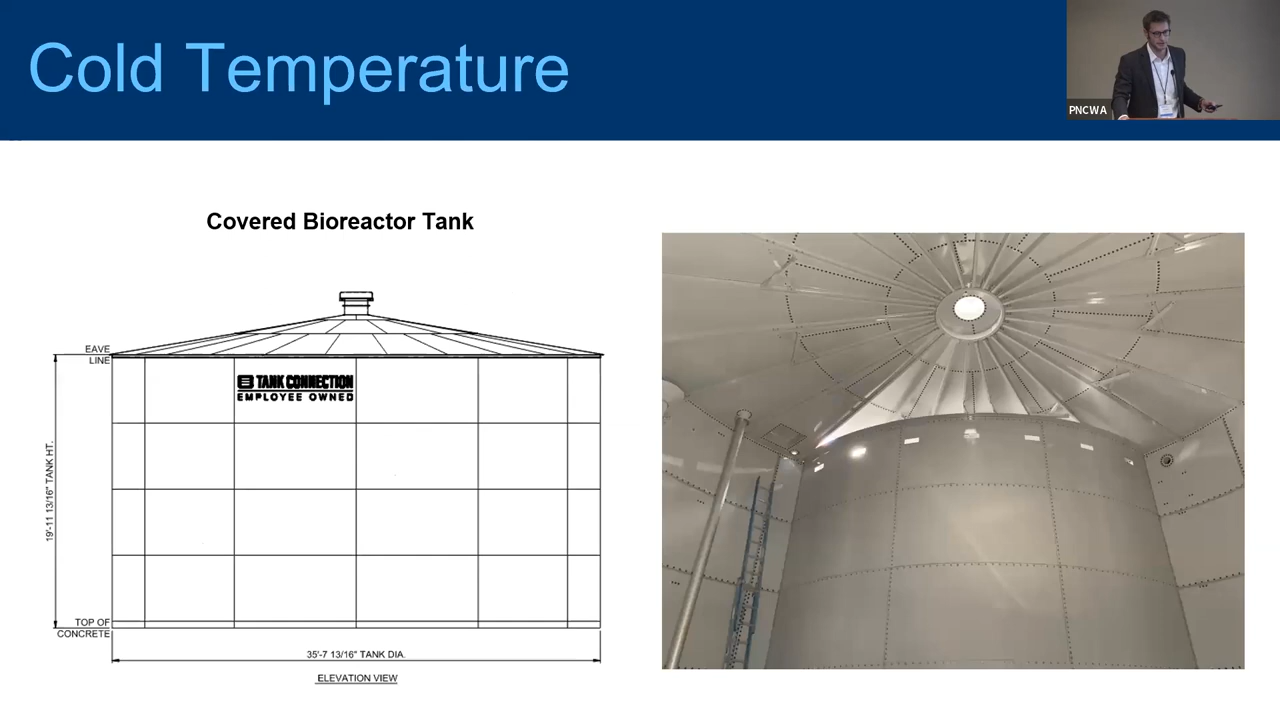 Cold Temperature
PNCWA
Covered Bioreactor Tank
EAVE
LINE
TANK CONNECTION
EMPLOYEE OWNED
19'-11 13/16" TANK HT.
TOP OF
CONCRETE
35'-7 13/16" TANK DIA.
ELEVATION VIEW